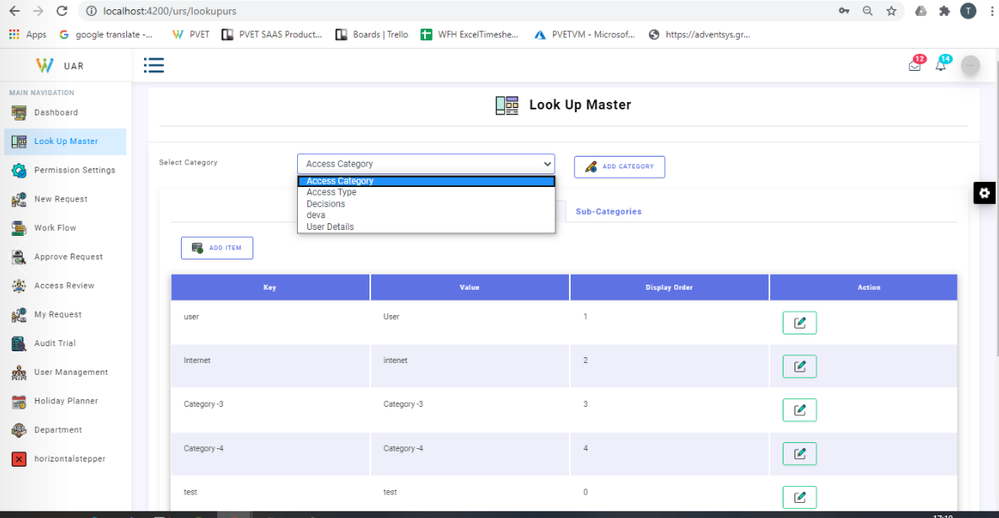 localhost:4200/urs/lookupurs
T
Apps google translate -... PVET PVET SAAS Product... Boards | Trello WFH ExcelTimeshe... PVETVM - Microsof... https://adventsys.gr...
UAR
12 14
MAIN NAVIGATION
Dashboard
Look Up Master
Permission Settings
New Request
Work Flow
Approve Request
Access Review
My Request
Audit Trial
User Management
Holiday Planner
Department
horizontalstepper
Look Up Master
Select Category
Access Category
ADD CATEGORY
Access Category
Access Type
Decisions
deva
User Details
Sub-Categories
ADD ITEM
Key Value Display Order Action
user User 1
Internet intenet 2
Category -3 Category -3 3
Category -4 Category -4 4
test test 0